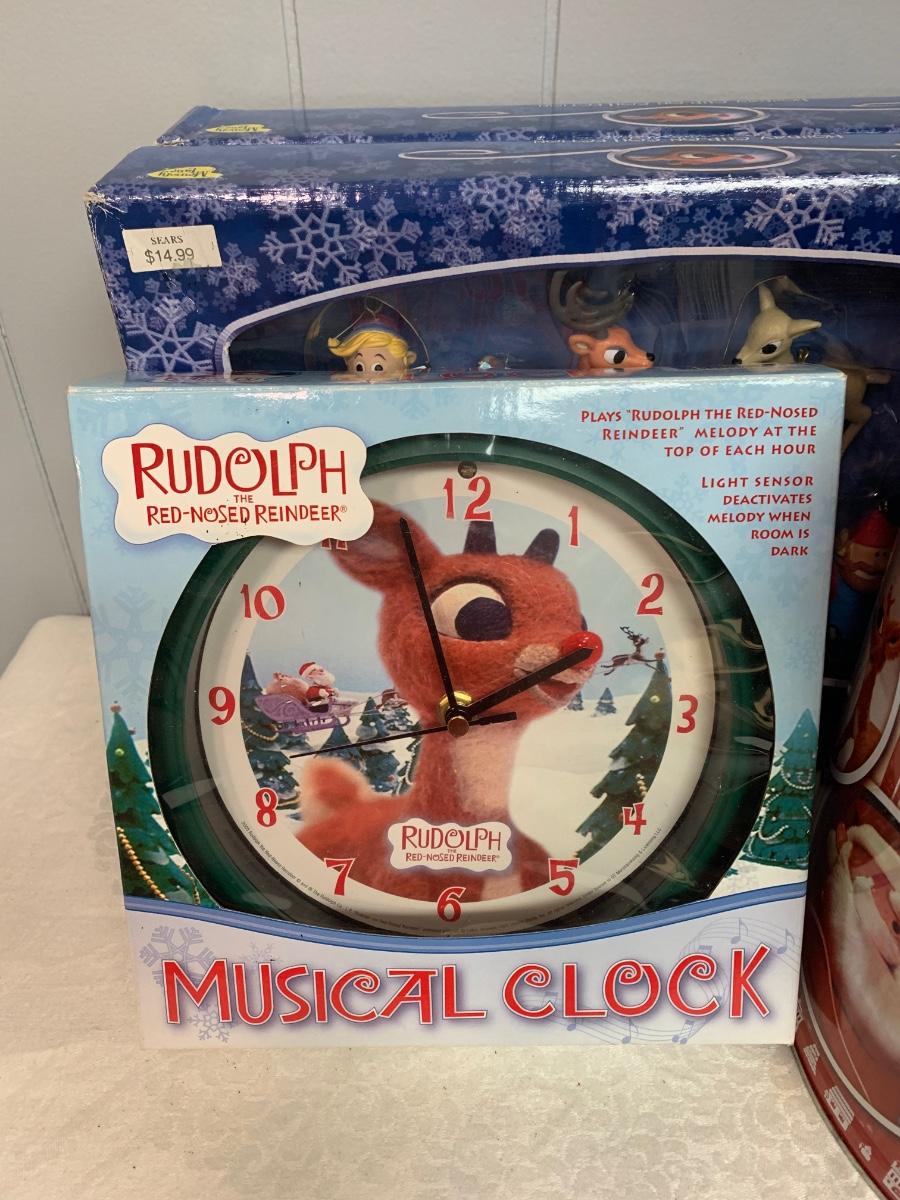 SEARS
$14.99
PLAYS "RUDOLPH THE RED-NOSED
REINDEER" MELODY AT THE
TOP OF EACH HOUR
LIGHT SENSOR
DEACTIVATES
MELODY WHEN
ROOM IS
DARK
RUDOLPH
THE
RED-NOSED REINDEER®
12
1
2
3
4
5
6
7
8
9
10
11
RUDOLPH
THE
RED-NOSED REINDEER®
MUSICAL CLOCK